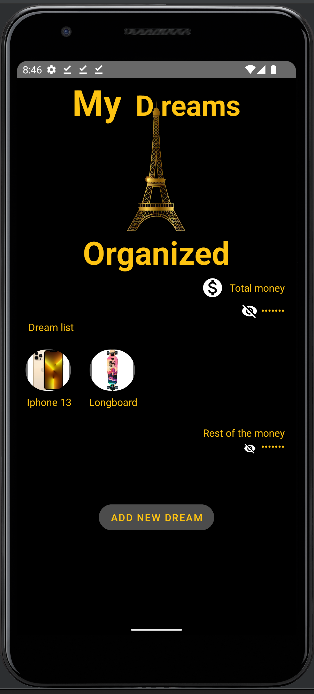 8:46
My Dreams
Organized
Total money
•••••••
Dream list
Iphone 13 Longboard
Rest of the money
•••••••
ADD NEW DREAM